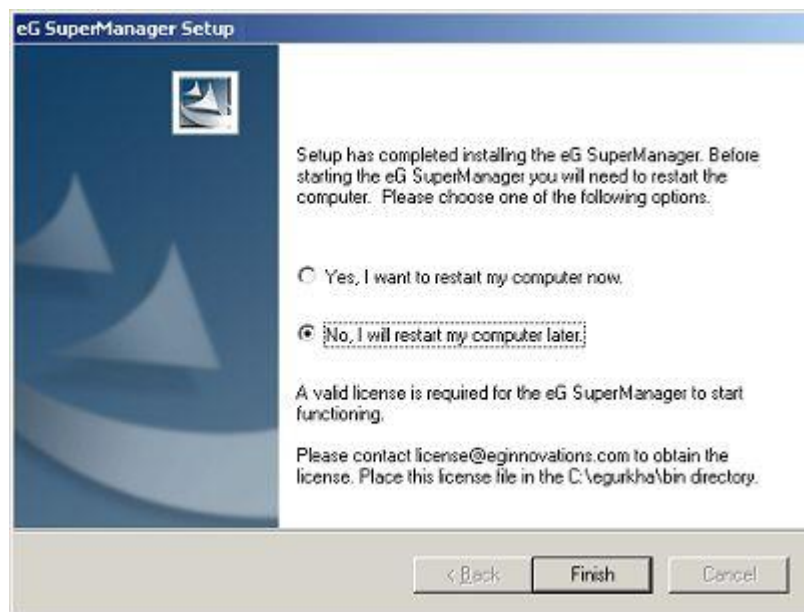 eG SuperManager Setup
Setup has completed installing the eG SuperManager. Before
starting the eG SuperManager you will need to restart the
computer. Please choose one of the following options.
Yes, I want to restart my computer now.
No, I will restart my computer later.
A valid license is required for the eG SuperManager to start
functioning.
Please contact license@eginnovations.com to obtain the
license. Place this license file in the C:\egurkha\bin directory.
< Back
Finish
Cancel